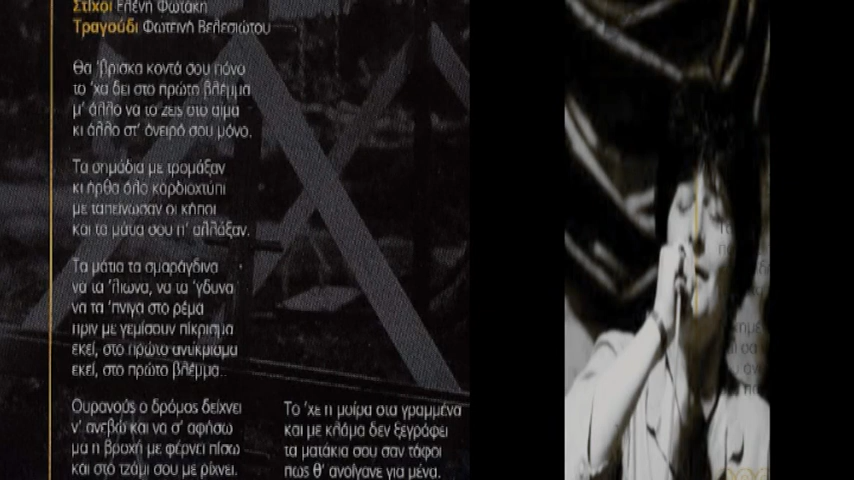 Στίχοι Ελένη Φωτάκη
Τραγούδι Φωτεινή Βελεσιώτου
Θα 'βρισκα κοντά σου πόνο
το 'χα δει στο πρώτο βλέμμα
μ' άλλο να το ζεις στο αίμα
κι άλλο στ' όνειρό σου μόνο.
Τα σημάδια με τρομάξαν
κι ήρθα όλο καρδιοχτύπι
με ταπείνωσαν οι κήποι
και τα μάτια σου π' αλλάξαν.
Τα μάτια τα σμαράγδινα
να τα 'λιωνα, να τα 'γδυνα
να τα 'πνιγα στο ρέμα
πριν με γεμίσουν πίκρισμα
εκεί, στο πρώτο αντίκρισμα
εκεί, στο πρώτο βλέμμα..
Ουρανούς ο δρόμος δείχνει
ν' ανεβώ και να σ' αφήσω
μα η βροχή με φέρνει πίσω
και στο τζάμι σου με ρίχνει.
Το 'χε η μοίρα στα γραμμένα
και με κλάμα δεν ξεγράφει
τα ματάκια σου σαν τάφοι
πως θ' ανοίγανε για μένα.